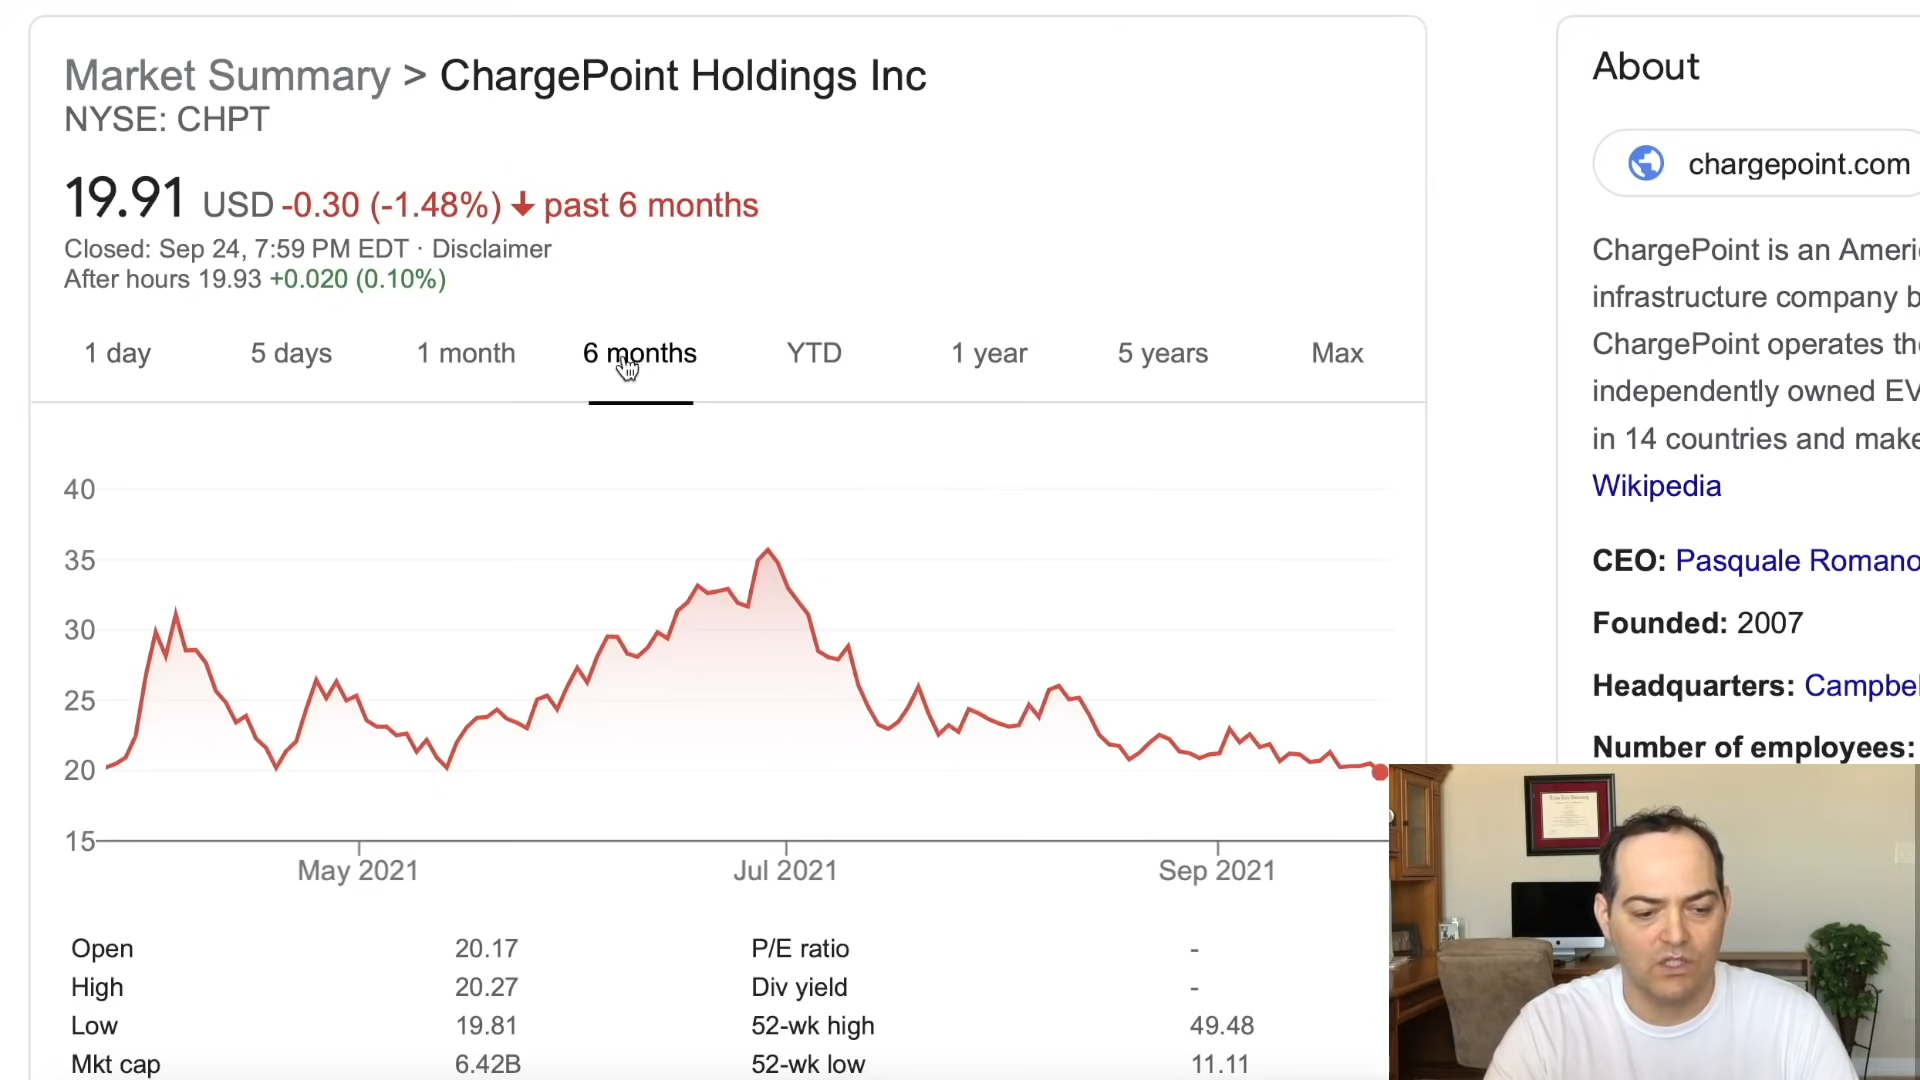 Market Summary > ChargePoint Holdings Inc
NYSE: CHPT
19.91 USD -0.30 (-1.48%) ↓ past 6 months
Closed: Sep 24, 7:59 PM EDT · Disclaimer
After hours 19.93 +0.020 (0.10%)
1 day 5 days 1 month 6 months YTD 1 year 5 years Max
40
35
30
25
20
15
May 2021 Jul 2021 Sep 2021
Open 20.17 P/E ratio -
High 20.27 Div yield -
Low 19.81 52-wk high 49.48
Mkt cap 6.42B 52-wk low 11.11
About
chargepoint.com
ChargePoint is an Ameri
infrastructure company b
ChargePoint operates th
independently owned EV
in 14 countries and make
Wikipedia
CEO: Pasquale Romano
Founded: 2007
Headquarters: Campbel
Number of employees: